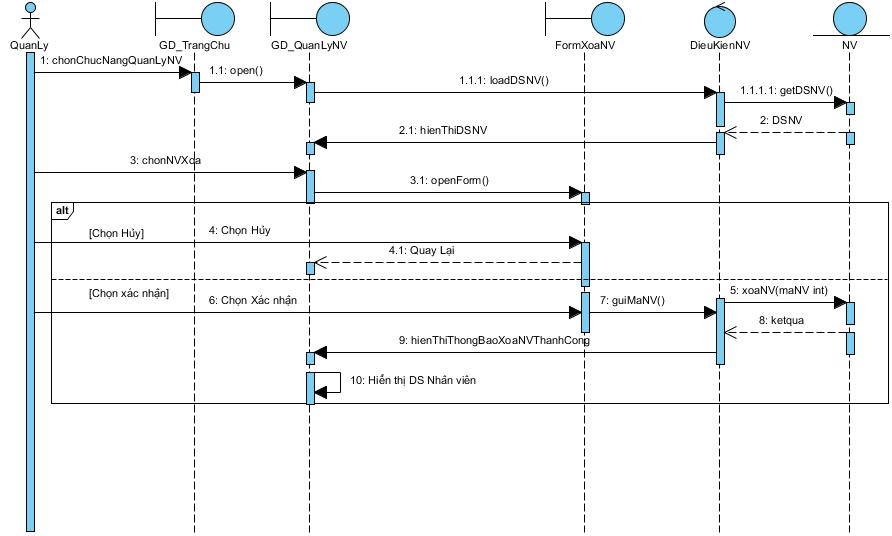 QuanLy
GD_TrangChu
GD_QuanLyNV
FormXoaNV
DieuKienNV
NV
1: chonChucNangQuanLyNV
1.1: open()
1.1.1: loadDSNV()
1.1.1.1: getDSNV()
2: DSNV
2.1: hienThiDSNV
3: chonNVXoa
3.1: openForm()
alt
[Chọn Hủy]
4: Chọn Hủy
4.1: Quay Lại
[Chọn xác nhận]
5: xoaNV(maNV int)
6: Chọn Xác nhận
7: guiMaNV()
8: ketqua
9: hienThiThongBaoXoaNVThanhCong
10: Hiển thị DS Nhân viên